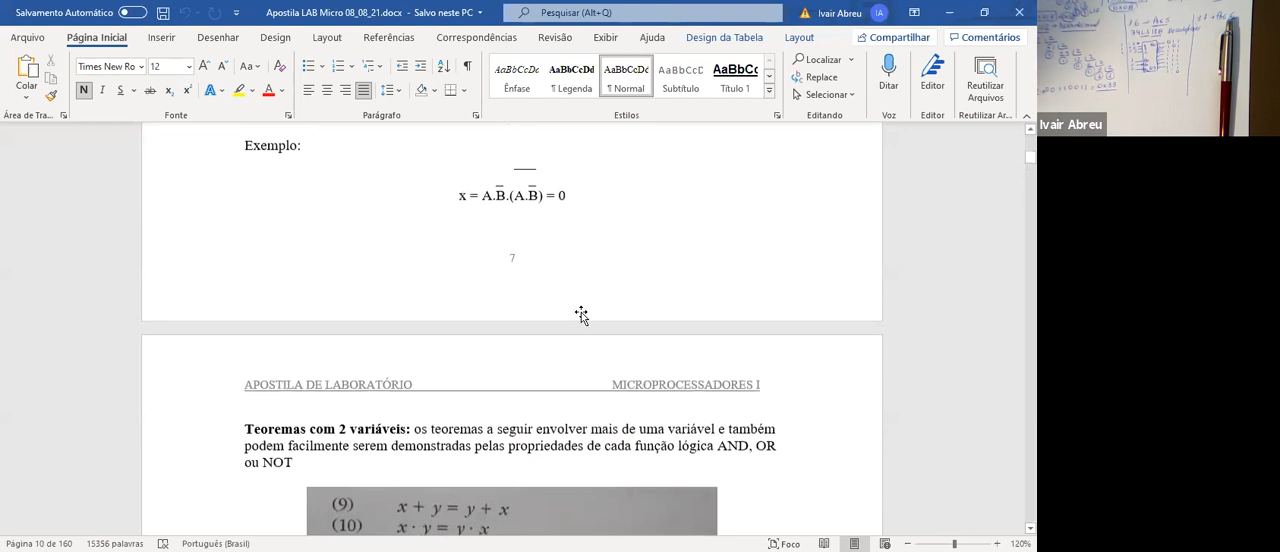 Salvamento Automático
Apostila LAB Micro 08_08_21.docx - Salvo neste PC
Pesquisar (Alt+Q)
Ivair Abreu
IA
Arquivo
Página Inicial
Inserir
Desenhar
Design
Layout
Referências
Correspondências
Revisão
Exibir
Ajuda
Design da Tabela
Layout
Compartilhar
Comentários
Colar
Times New Ro
12
N I S ab x₂ x²
AaBbCcDc
AaBbCcDd
AaBbCcDc
AaBbCcD
AaBbCcI
Ênfase
¶ Legenda
¶ Normal
Subtítulo
Título 1
Localizar
Replace
Selecionar
Ditar
Editor
Reutilizar
Arquivos
Área de Tra...
Fonte
Parágrafo
Estilos
Editando
Voz
Editor
Reutilizar Ar...
Ivair Abreu
Exemplo:
x = A.B̅.(A.B̅) = 0
7
APOSTILA DE LABORATÓRIO MICROPROCESSADORES I
Teoremas com 2 variáveis: os teoremas a seguir envolver mais de uma variável e também
podem facilmente serem demonstradas pelas propriedades de cada função lógica AND, OR
ou NOT
(9) x + y = y + x
(10) x · y = y · x
Página 10 de 160
15356 palavras
Português (Brasil)
Foco
120%